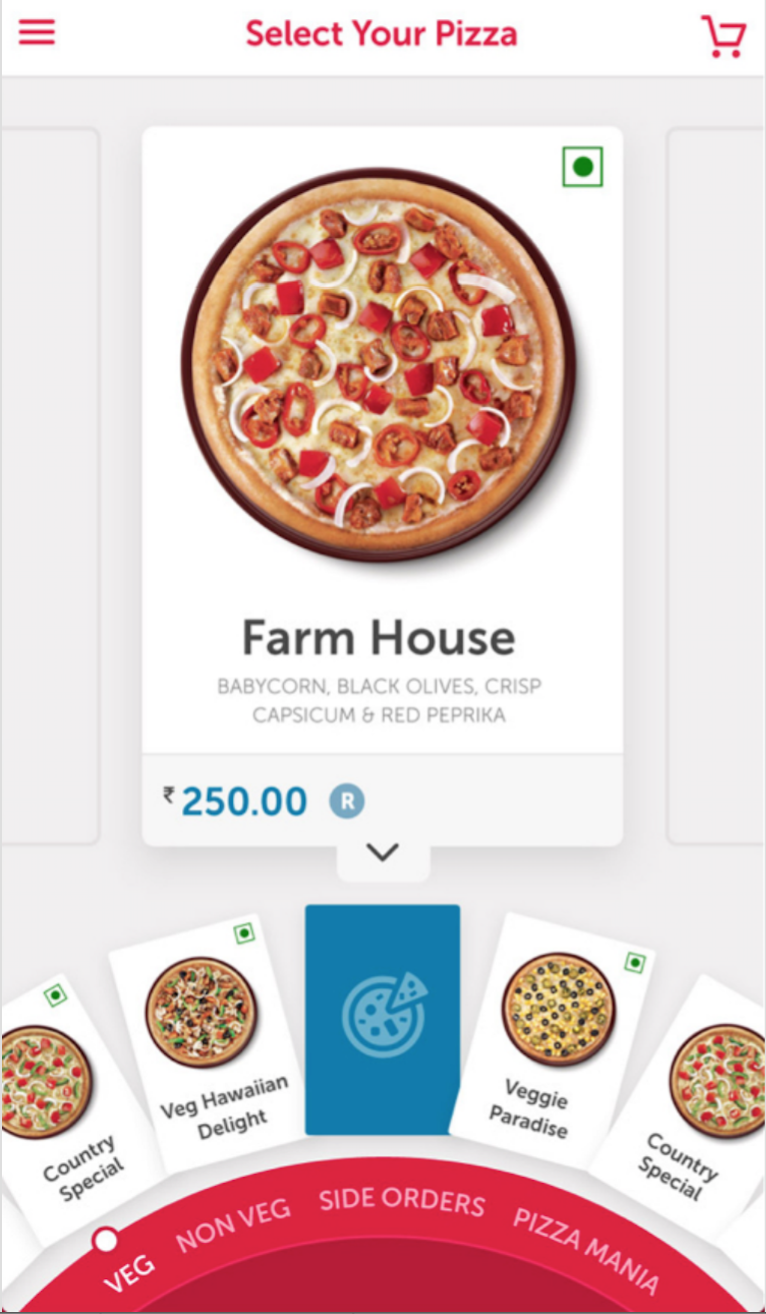 Select Your Pizza
Farm House
BABYCORN, BLACK OLIVES, CRISP
CAPSICUM & RED PEPRIKA
₹ 250.00 R
Country
Special
Veg Hawaiian
Delight
Veggie
Paradise
Country
Special
VEG NON VEG SIDE ORDERS PIZZA MANIA